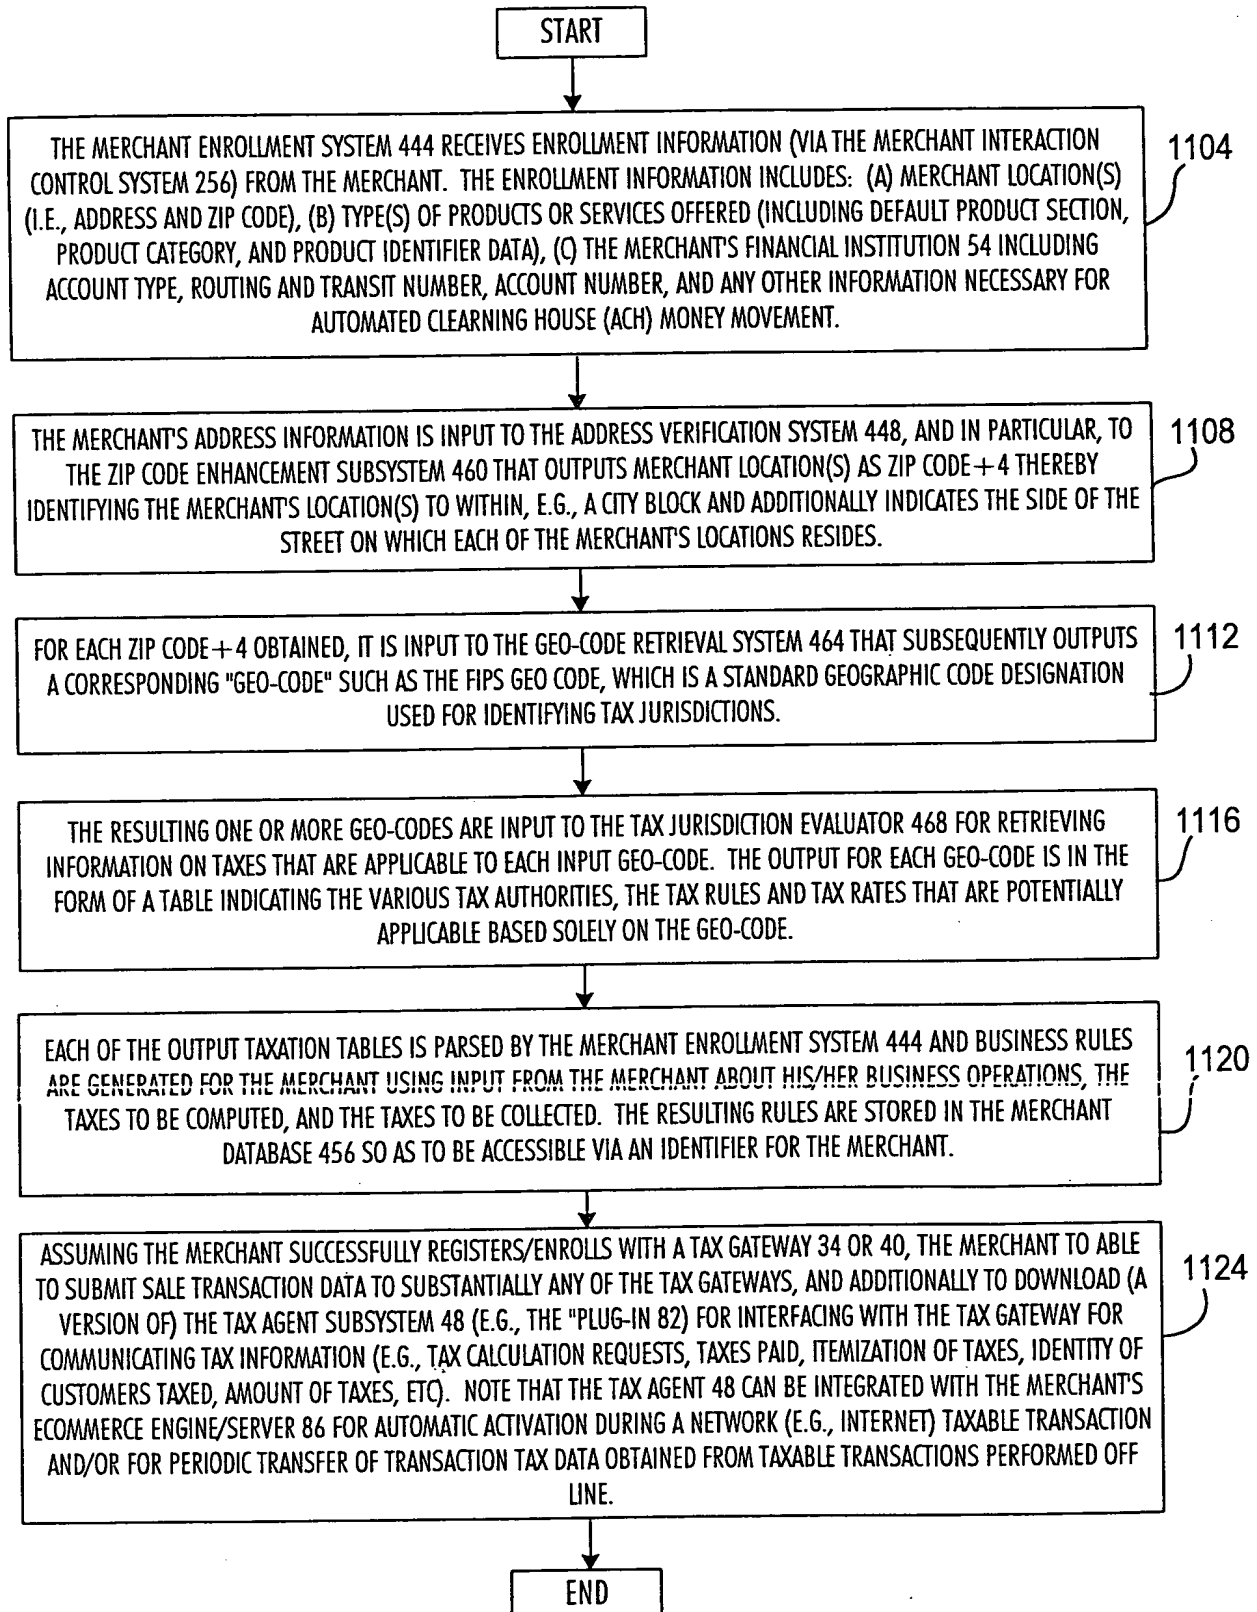 START
THE MERCHANT ENROLLMENT SYSTEM 444 RECEIVES ENROLLMENT INFORMATION (VIA THE MERCHANT INTERACTION
CONTROL SYSTEM 256) FROM THE MERCHANT. THE ENROLLMENT INFORMATION INCLUDES: (A) MERCHANT LOCATION(S)
(I.E., ADDRESS AND ZIP CODE), (B) TYPE(S) OF PRODUCTS OR SERVICES OFFERED (INCLUDING DEFAULT PRODUCT SECTION,
PRODUCT CATEGORY, AND PRODUCT IDENTIFIER DATA), (C) THE MERCHANT'S FINANCIAL INSTITUTION 54 INCLUDING
ACCOUNT TYPE, ROUTING AND TRANSIT NUMBER, ACCOUNT NUMBER, AND ANY OTHER INFORMATION NECESSARY FOR
AUTOMATED CLEARNING HOUSE (ACH) MONEY MOVEMENT.
1104
THE MERCHANT'S ADDRESS INFORMATION IS INPUT TO THE ADDRESS VERIFICATION SYSTEM 448, AND IN PARTICULAR, TO
THE ZIP CODE ENHANCEMENT SUBSYSTEM 460 THAT OUTPUTS MERCHANT LOCATION(S) AS ZIP CODE+4 THEREBY
IDENTIFYING THE MERCHANT'S LOCATION(S) TO WITHIN, E.G., A CITY BLOCK AND ADDITIONALLY INDICATES THE SIDE OF THE
STREET ON WHICH EACH OF THE MERCHANT'S LOCATIONS RESIDES.
1108
FOR EACH ZIP CODE+4 OBTAINED, IT IS INPUT TO THE GEO-CODE RETRIEVAL SYSTEM 464 THAT SUBSEQUENTLY OUTPUTS
A CORRESPONDING "GEO-CODE" SUCH AS THE FIPS GEO CODE, WHICH IS A STANDARD GEOGRAPHIC CODE DESIGNATION
USED FOR IDENTIFYING TAX JURISDICTIONS.
1112
THE RESULTING ONE OR MORE GEO-CODES ARE INPUT TO THE TAX JURISDICTION EVALUATOR 468 FOR RETRIEVING
INFORMATION ON TAXES THAT ARE APPLICABLE TO EACH INPUT GEO-CODE. THE OUTPUT FOR EACH GEO-CODE IS IN THE
FORM OF A TABLE INDICATING THE VARIOUS TAX AUTHORITIES, THE TAX RULES AND TAX RATES THAT ARE POTENTIALLY
APPLICABLE BASED SOLELY ON THE GEO-CODE.
1116
EACH OF THE OUTPUT TAXATION TABLES IS PARSED BY THE MERCHANT ENROLLMENT SYSTEM 444 AND BUSINESS RULES
ARE GENERATED FOR THE MERCHANT USING INPUT FROM THE MERCHANT ABOUT HIS/HER BUSINESS OPERATIONS, THE
TAXES TO BE COMPUTED, AND THE TAXES TO BE COLLECTED. THE RESULTING RULES ARE STORED IN THE MERCHANT
DATABASE 456 SO AS TO BE ACCESSIBLE VIA AN IDENTIFIER FOR THE MERCHANT.
1120
ASSUMING THE MERCHANT SUCCESSFULLY REGISTERS/ENROLLS WITH A TAX GATEWAY 34 OR 40, THE MERCHANT TO ABLE
TO SUBMIT SALE TRANSACTION DATA TO SUBSTANTIALLY ANY OF THE TAX GATEWAYS, AND ADDITIONALLY TO DOWNLOAD (A
VERSION OF) THE TAX AGENT SUBSYSTEM 48 (E.G., THE "PLUG-IN 82) FOR INTERFACING WITH THE TAX GATEWAY FOR
COMMUNICATING TAX INFORMATION (E.G., TAX CALCULATION REQUESTS, TAXES PAID, ITEMIZATION OF TAXES, IDENTITY OF
CUSTOMERS TAXED, AMOUNT OF TAXES, ETC). NOTE THAT THE TAX AGENT 48 CAN BE INTEGRATED WITH THE MERCHANT'S
ECOMMERCE ENGINE/SERVER 86 FOR AUTOMATIC ACTIVATION DURING A NETWORK (E.G., INTERNET) TAXABLE TRANSACTION
AND/OR FOR PERIODIC TRANSFER OF TRANSACTION TAX DATA OBTAINED FROM TAXABLE TRANSACTIONS PERFORMED OFF
LINE.
1124
END